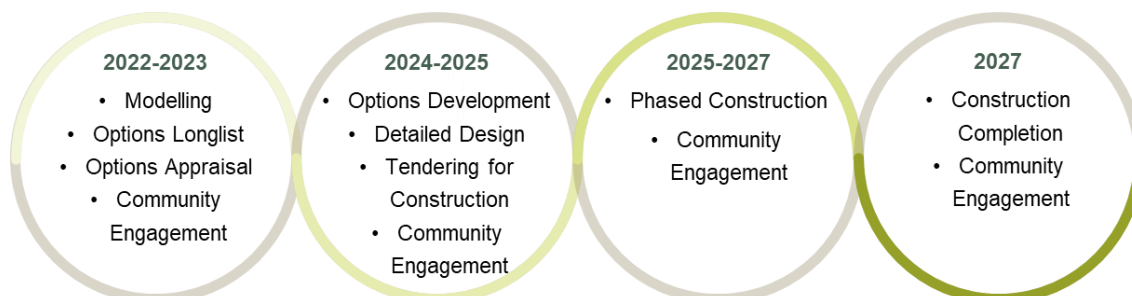 2022-2023
• Modelling
• Options Longlist
• Options Appraisal
• Community
Engagement
2024-2025
• Options Development
• Detailed Design
• Tendering for
Construction
• Community
Engagement
2025-2027
• Phased Construction
• Community
Engagement
2027
• Construction
Completion
• Community
Engagement